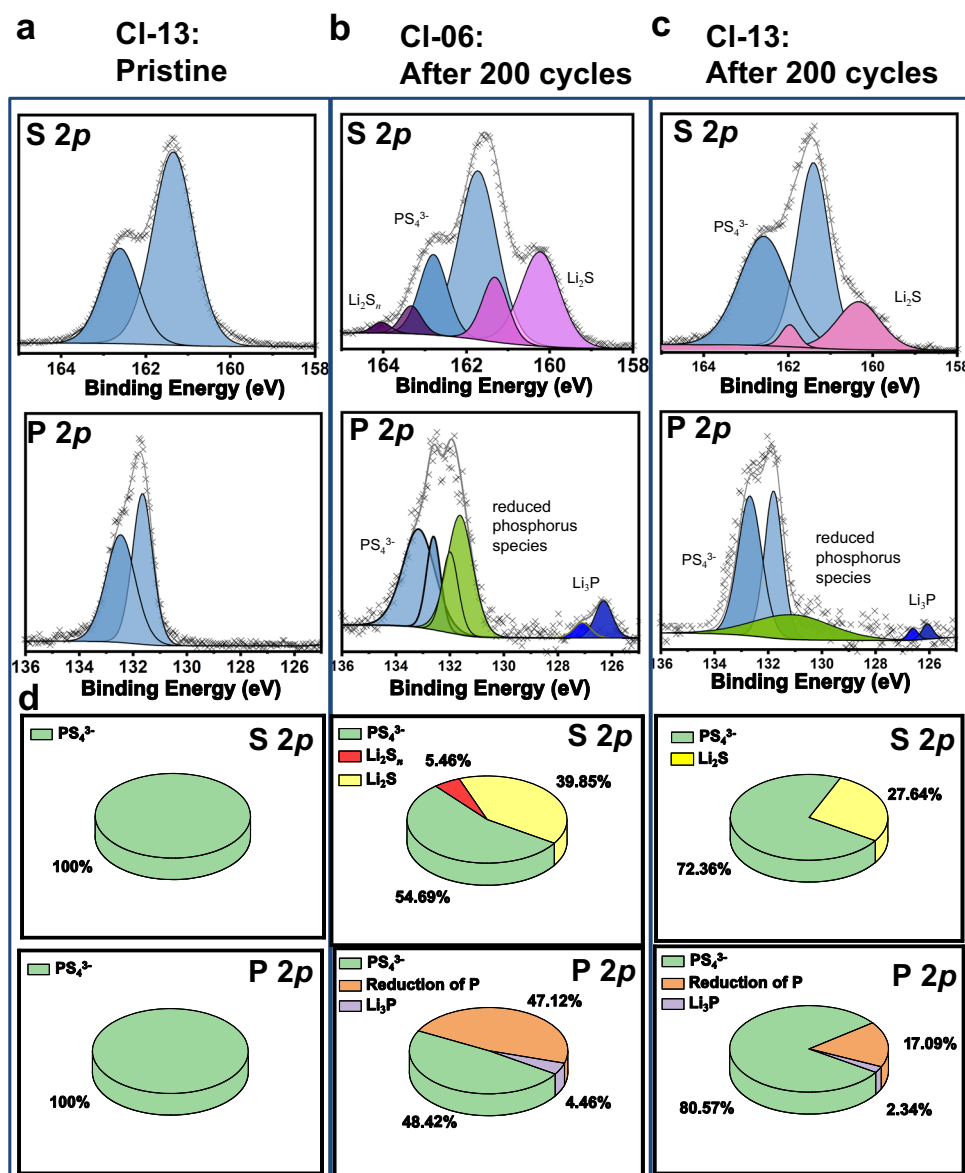 a
CI-13:
Pristine
b
CI-06:
After 200 cycles
c
CI-13:
After 200 cycles
S 2p
164 162 160 158
Binding Energy (eV)
S 2p
PS₄³⁻
Li₂Sₙ
Li₂S
164 162 160 158
Binding Energy (eV)
S 2p
PS₄³⁻
Li₂S
164 162 160 158
Binding Energy (eV)
P 2p
136 134 132 130 128 126
Binding Energy (eV)
P 2p
PS₄³⁻
reduced
phosphorus
species
Li₃P
136 134 132 130 128 126
Binding Energy (eV)
P 2p
PS₄³⁻
reduced
phosphorus
species
Li₃P
136 134 132 130 128 126
Binding Energy (eV)
d
PS₄³⁻
S 2p
100%
PS₄³⁻
Li₂Sₙ
Li₂S
S 2p
5.46%
39.85%
54.69%
PS₄³⁻
Li₂S
S 2p
27.64%
72.36%
PS₄³⁻
P 2p
100%
PS₄³⁻
Reduction of P
Li₃P
P 2p
47.12%
4.46%
48.42%
PS₄³⁻
Reduction of P
Li₃P
P 2p
17.09%
2.34%
80.57%